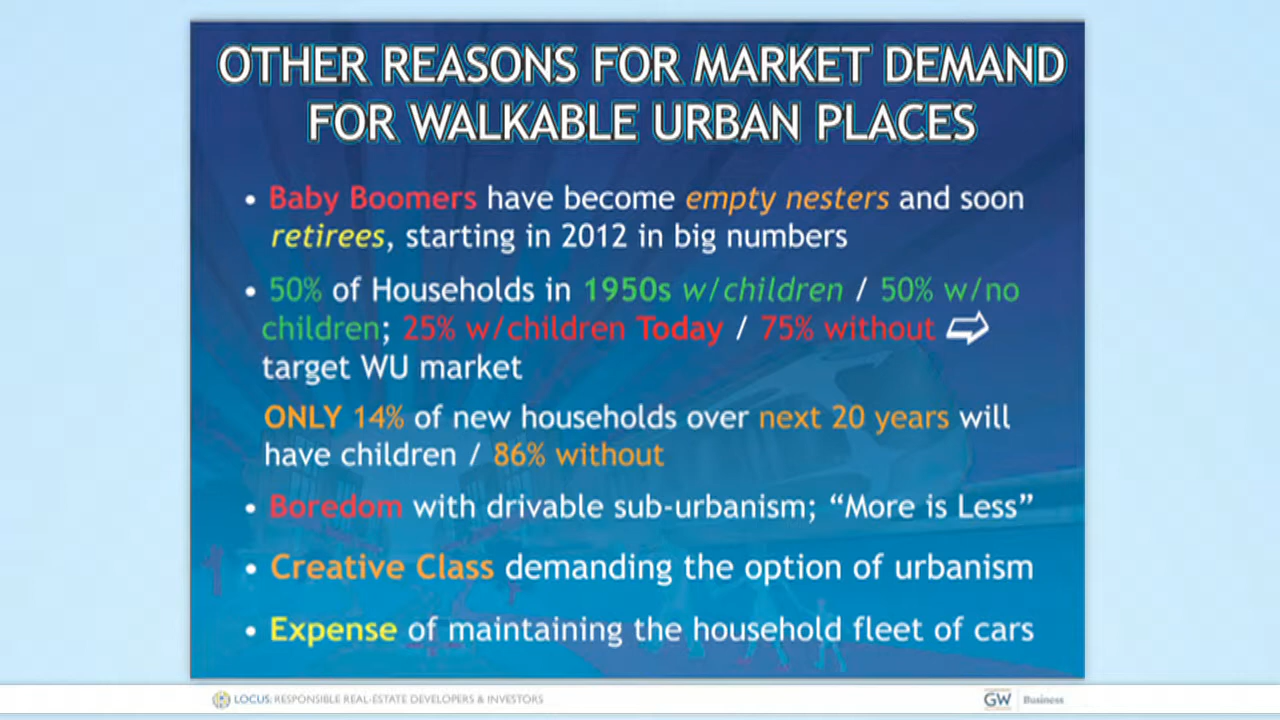 OTHER REASONS FOR MARKET DEMAND
FOR WALKABLE URBAN PLACES
• Baby Boomers have become empty nesters and soon
retirees, starting in 2012 in big numbers
• 50% of Households in 1950s w/children / 50% w/no
children; 25% w/children Today / 75% without ⇨
target WU market
ONLY 14% of new households over next 20 years will
have children / 86% without
• Boredom with drivable sub-urbanism; “More is Less”
• Creative Class demanding the option of urbanism
• Expense of maintaining the household fleet of cars
LOCUS: RESPONSIBLE REAL-ESTATE DEVELOPERS & INVESTORS
GW Business